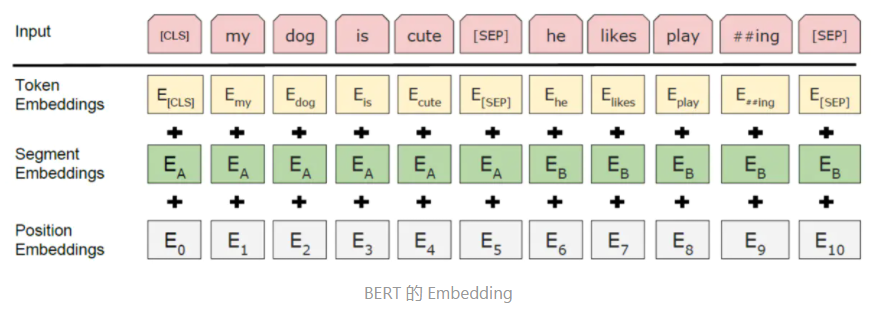 Input [CLS] my dog is cute [SEP] he likes play ##ing [SEP]
Token Embeddings E[CLS] Emy Edog Eis Ecute E[SEP] Ehe Elikes Eplay E##ing E[SEP]
+ + + + + + + + + + +
Segment Embeddings EA EA EA EA EA EA EB EB EB EB EB
+ + + + + + + + + + +
Position Embeddings E0 E1 E2 E3 E4 E5 E6 E7 E8 E9 E10
BERT 的 Embedding